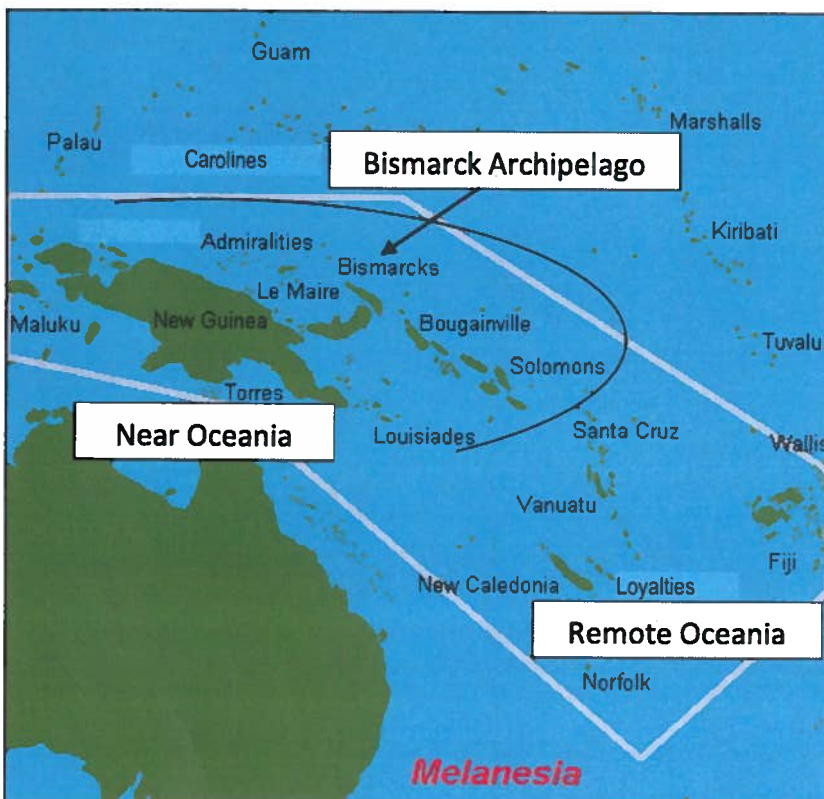 Guam
Marshalls
Palau
Carolines
Bismarck Archipelago
Kiribati
Admiralities
Bismarcks
Le Maire
Maluku
New Guinea
Bougainville
Tuvalu
Solomons
Torres
Near Oceania
Louisiades
Santa Cruz
Wallis
Vanuatu
Fiji
New Caledonia
Loyalties
Remote Oceania
Norfolk
Melanesia